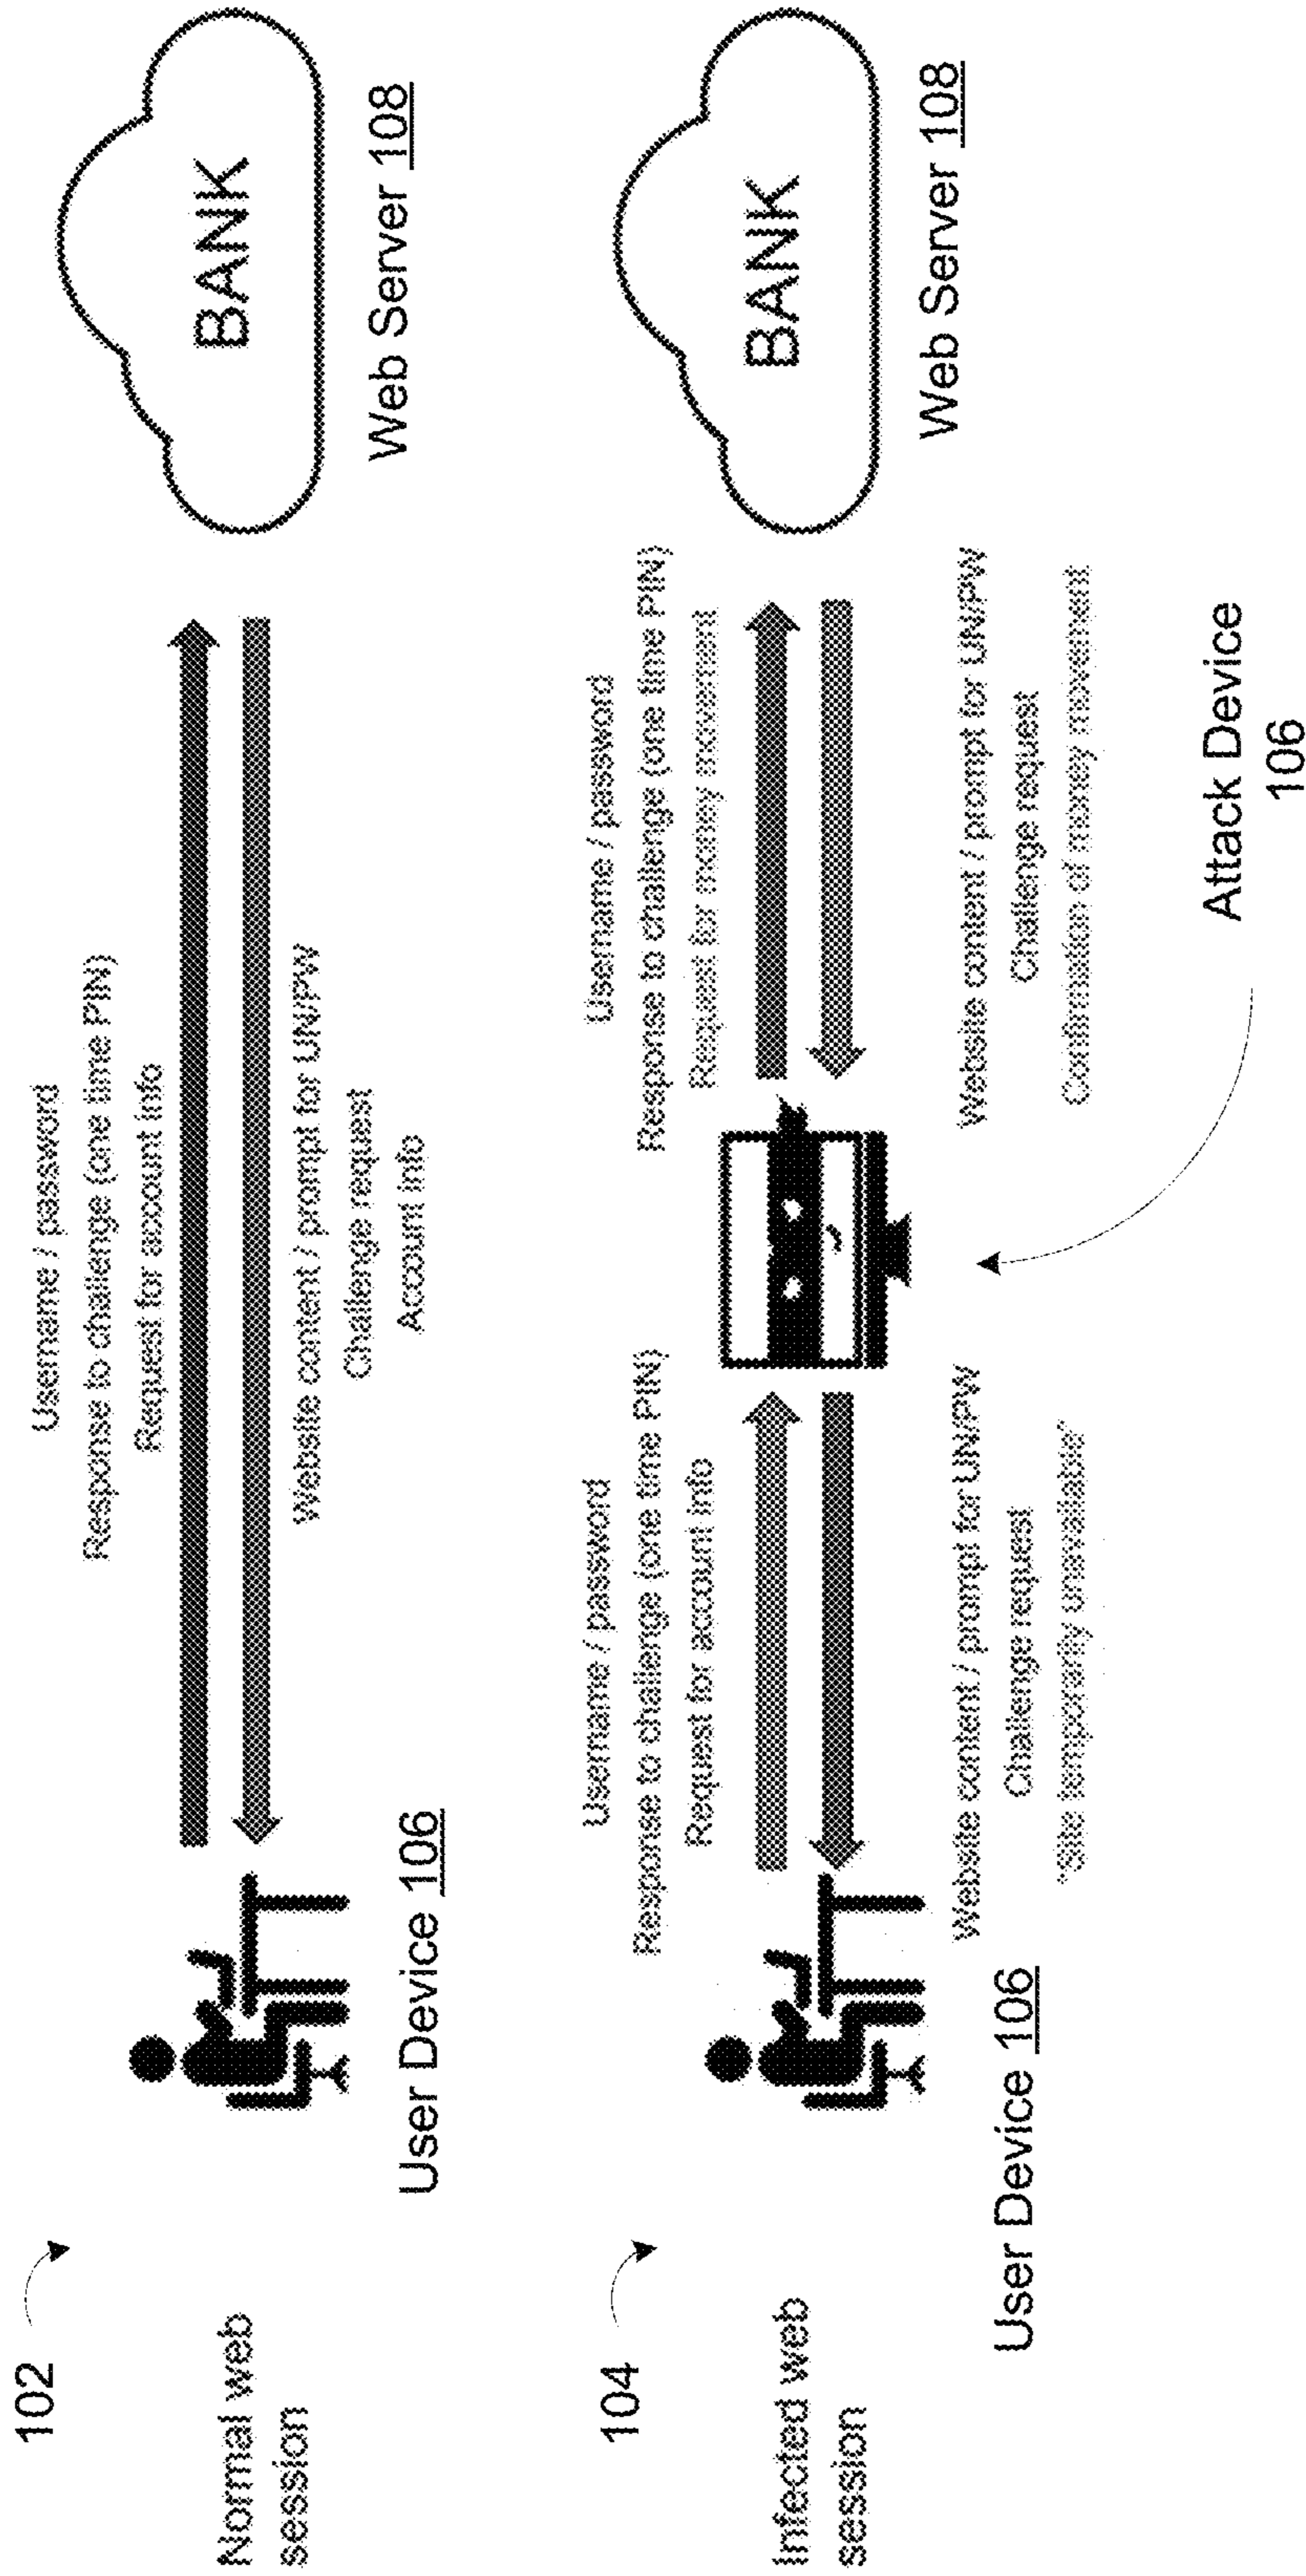 102
Normal web
session
Username / password
Response to challenge (one time PIN)
Request for account info
Website content / prompt for UN/PW
Challenge request
Account info
User Device 106
BANK
Web Server 108
104
Infected web
session
Username / password
Response to challenge (one time PIN)
Request for account info
Website content / prompt for UN/PW
Challenge request
"Site temporarily unavailable"
User Device 106
Username / password
Response to challenge (one time PIN)
Request for money movement
Website content / prompt for UN/PW
Challenge request
Confirmation of money movement
BANK
Web Server 108
Attack Device
106